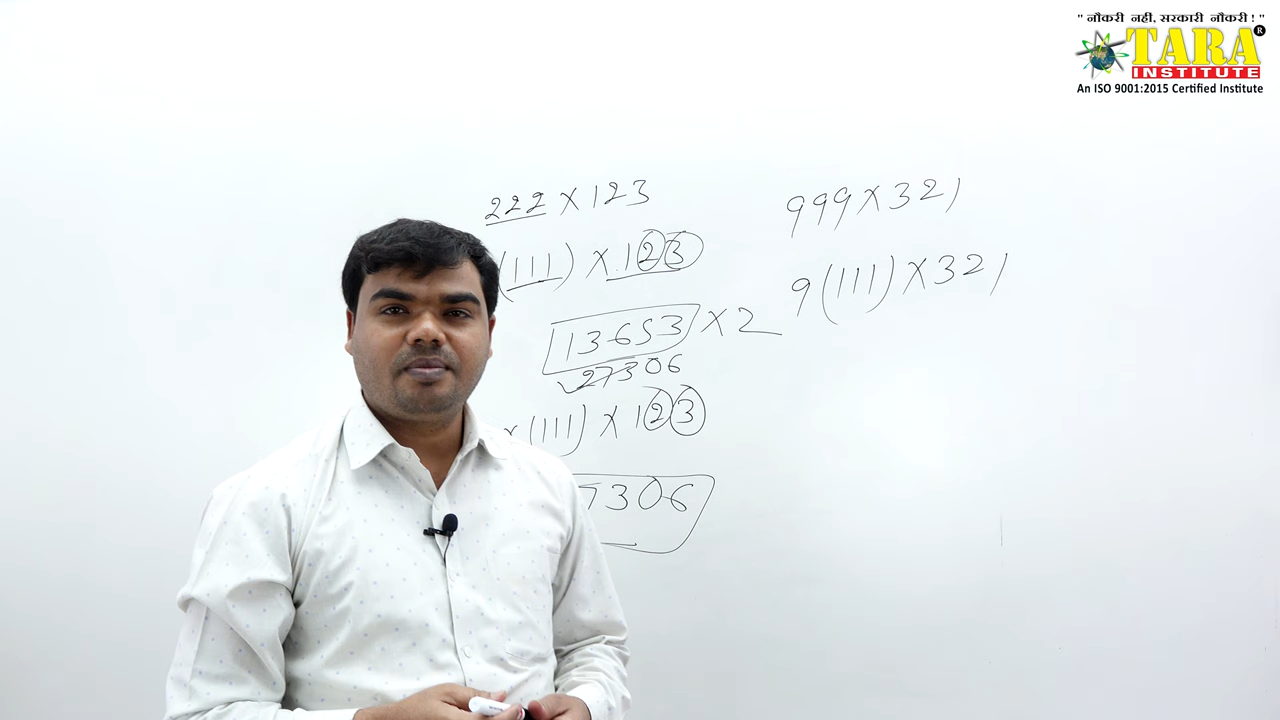 " नौकरी नहीं, सरकारी नौकरी ! "
TARA®
INSTITUTE
An ISO 9001:2015 Certified Institute
222 × 123
(111) × 123
13653 × 2
27306
(111) × 123
7306
999 × 321
9(111) × 321